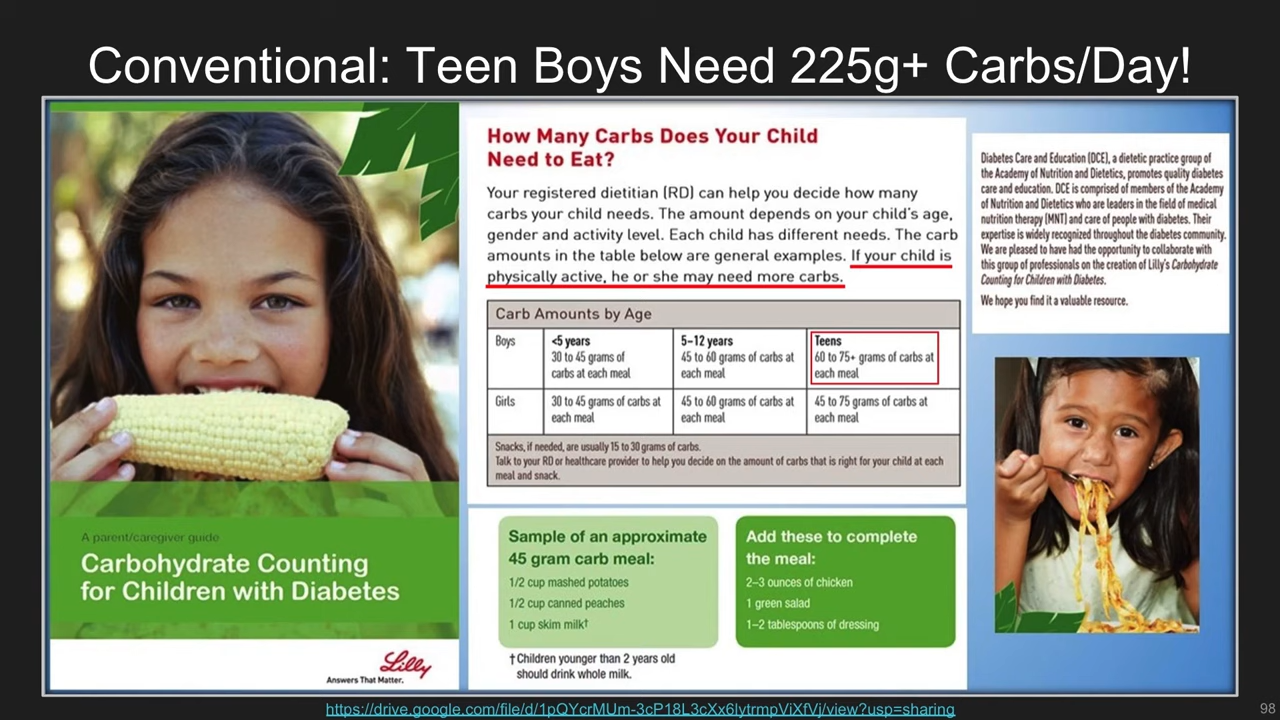 Conventional: Teen Boys Need 225g+ Carbs/Day!
A parent/caregiver guide
Carbohydrate Counting
for Children with Diabetes
Lilly
Answers That Matter.
How Many Carbs Does Your Child
Need to Eat?
Your registered dietitian (RD) can help you decide how many
carbs your child needs. The amount depends on your child's age,
gender and activity level. Each child has different needs. The carb
amounts in the table below are general examples. If your child is
physically active, he or she may need more carbs.
Carb Amounts by Age
Boys
<5 years
30 to 45 grams of
carbs at each meal
5–12 years
45 to 60 grams of carbs at
each meal
Teens
60 to 75+ grams of carbs at
each meal
Girls
30 to 45 grams of carbs at
each meal
45 to 60 grams of carbs at
each meal
45 to 75 grams of carbs at
each meal
Snacks, if needed, are usually 15 to 30 grams of carbs.
Talk to your RD or healthcare provider to help you decide on the amount of carbs that is right for your child at each
meal and snack.
Sample of an approximate
45 gram carb meal:
1/2 cup mashed potatoes
1/2 cup canned peaches
1 cup skim milk†
Add these to complete
the meal:
2–3 ounces of chicken
1 green salad
1–2 tablespoons of dressing
† Children younger than 2 years old
should drink whole milk.
Diabetes Care and Education (DCE), a dietetic practice group of
the Academy of Nutrition and Dietetics, promotes quality diabetes
care and education. DCE is comprised of members of the Academy
of Nutrition and Dietetics who are leaders in the field of medical
nutrition therapy (MNT) and care of people with diabetes. Their
expertise is widely recognized throughout the diabetes community.
We are pleased to have had the opportunity to collaborate with
this group of professionals on the creation of Lilly's Carbohydrate
Counting for Children with Diabetes.
We hope you find it a valuable resource.
https://drive.google.com/file/d/1pQYcrMUm-3cP18L3cXx6lytrmpViXfVj/view?usp=sharing
98